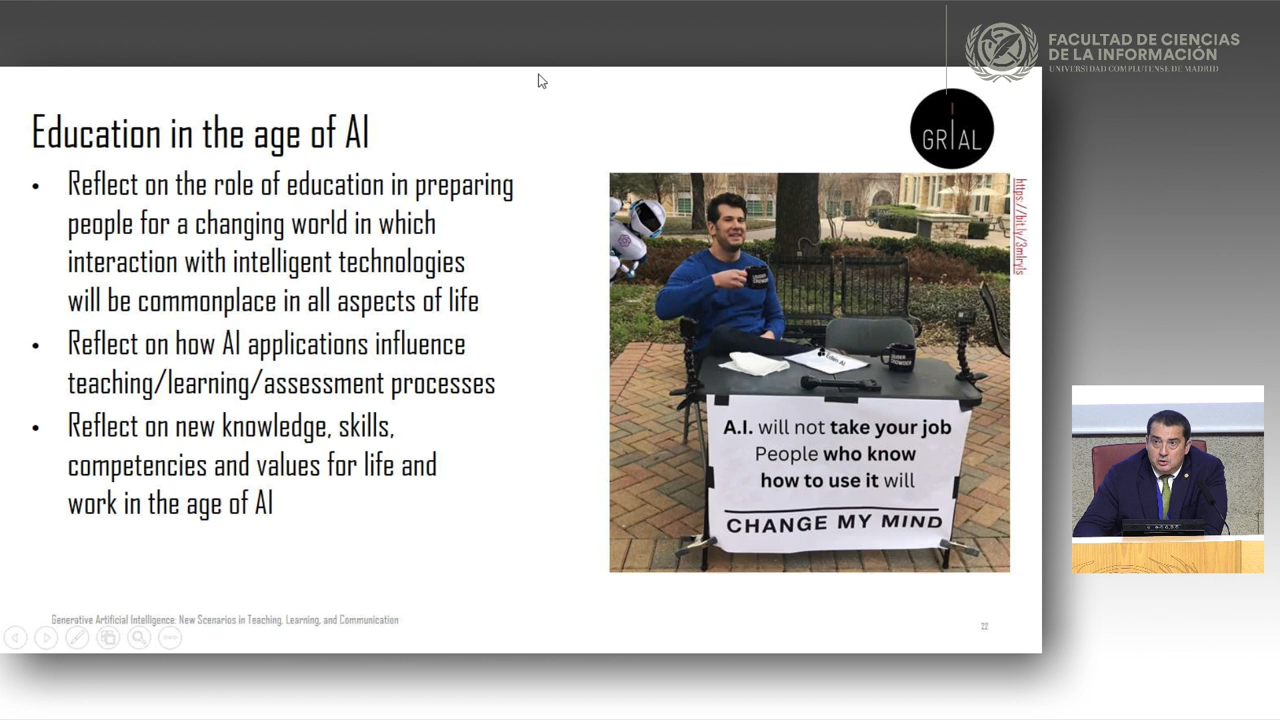 FACULTAD DE CIENCIAS
DE LA INFORMACIÓN
UNIVERSIDAD COMPLUTENSE DE MADRID
Education in the age of AI
GRIAL
• Reflect on the role of education in preparing
people for a changing world in which
interaction with intelligent technologies
will be commonplace in all aspects of life
• Reflect on how AI applications influence
teaching/learning/assessment processes
• Reflect on new knowledge, skills,
competencies and values for life and
work in the age of AI
LOUDER
CROWDER
Eden AI
A.I. will not take your job
People who know
how to use it will
CHANGE MY MIND
Generative Artificial Intelligence: New Scenarios in Teaching, Learning, and Communication
22